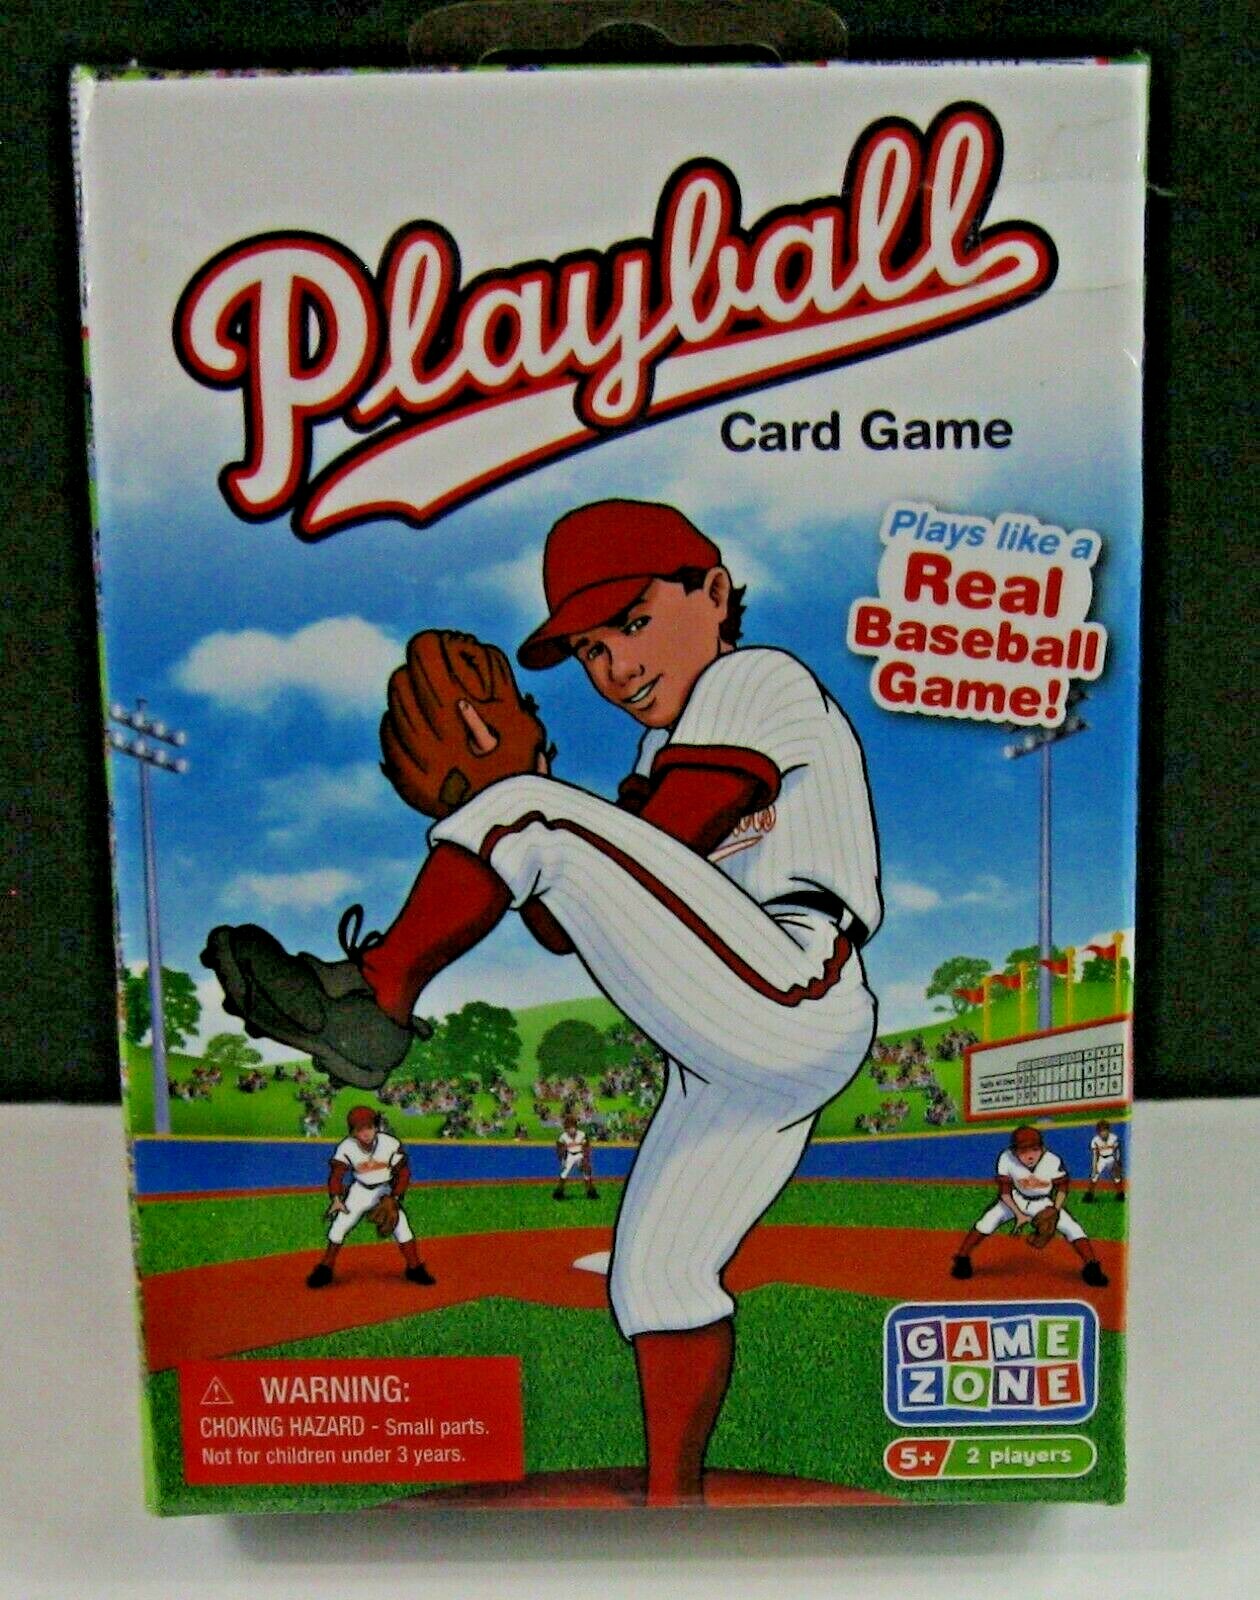 Playball
Card Game
Plays like a
Real
Baseball
Game!
GAME
ZONE
5+ 2 players
WARNING:
CHOKING HAZARD - Small parts.
Not for children under 3 years.